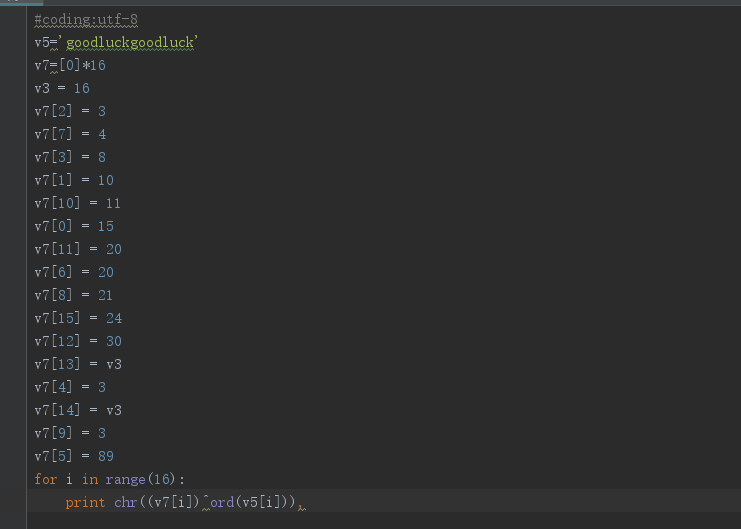 #coding:utf-8
v5='goodluckgoodluck'
v7=[0]*16
v3 = 16
v7[2] = 3
v7[7] = 4
v7[3] = 8
v7[1] = 10
v7[10] = 11
v7[0] = 15
v7[11] = 20
v7[6] = 20
v7[8] = 21
v7[15] = 24
v7[12] = 30
v7[13] = v3
v7[4] = 3
v7[14] = v3
v7[9] = 3
v7[5] = 89
for i in range(16):
    print chr((v7[i])^ord(v5[i])),